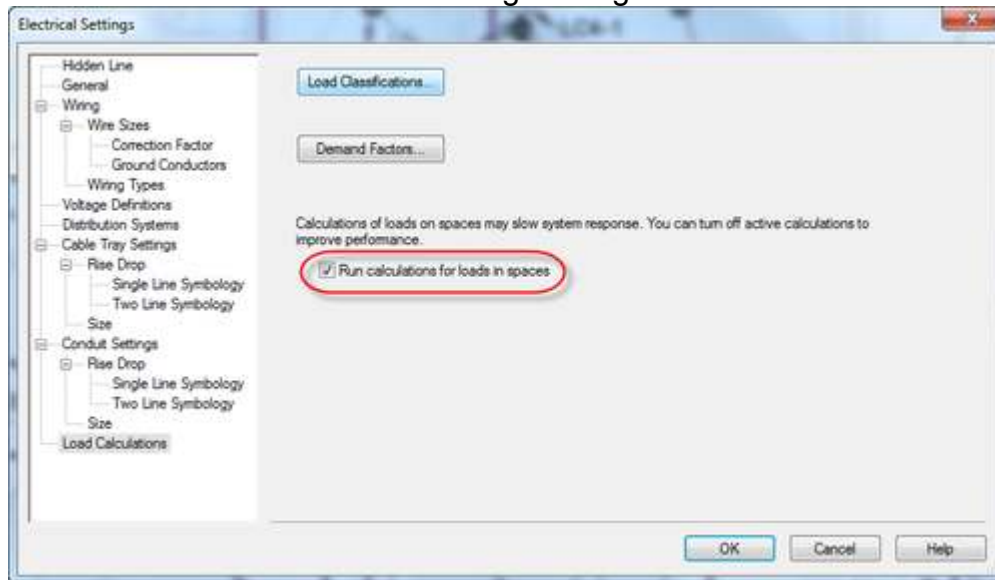 Electrical Settings
Hidden Line
General
Wiring
Wire Sizes
Correction Factor
Ground Conductors
Wiring Types
Voltage Definitions
Distribution Systems
Cable Tray Settings
Rise Drop
Single Line Symbology
Two Line Symbology
Size
Conduit Settings
Rise Drop
Single Line Symbology
Two Line Symbology
Size
Load Calculations
Load Classifications...
Demand Factors...
Calculations of loads on spaces may slow system response. You can turn off active calculations to
improve performance.
Run calculations for loads in spaces
OK
Cancel
Help